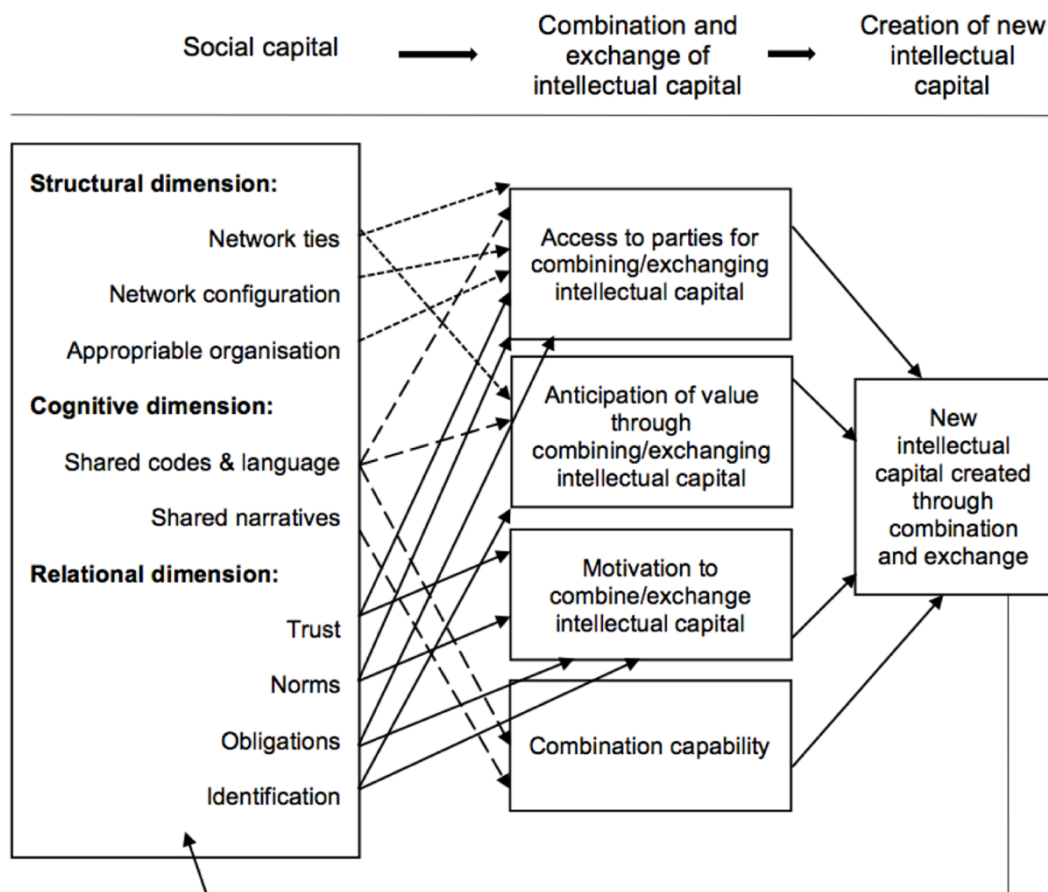 Social capital
Combination and
exchange of
intellectual capital
Creation of new
intellectual
capital
Structural dimension:
Network ties
Network configuration
Appropriable organisation
Cognitive dimension:
Shared codes & language
Shared narratives
Relational dimension:
Trust
Norms
Obligations
Identification
Access to parties for
combining/exchanging
intellectual capital
Anticipation of value
through
combining/exchanging
intellectual capital
Motivation to
combine/exchange
intellectual capital
Combination capability
New
intellectual
capital created
through
combination
and exchange